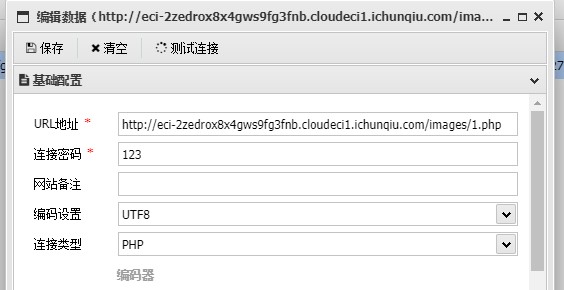 编辑数据（http://eci-2zedrox8x4gws9fg3fnb.cloudeci1.ichunqiu.com/ima...
保存 清空 测试连接
基础配置
URL地址 * http://eci-2zedrox8x4gws9fg3fnb.cloudeci1.ichunqiu.com/images/1.php
连接密码 * 123
网站备注
编码设置 UTF8
连接类型 PHP
编码器
27